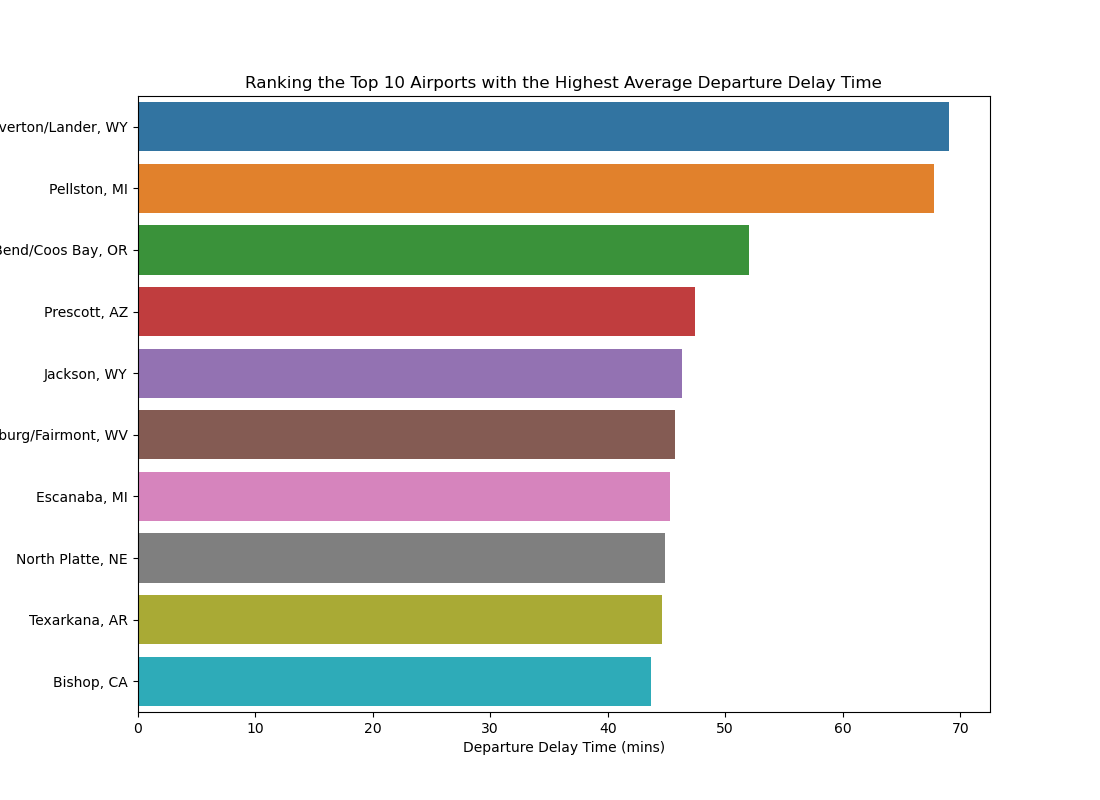 Ranking the Top 10 Airports with the Highest Average Departure Delay Time
verton/Lander, WY
Pellston, MI
Bend/Coos Bay, OR
Prescott, AZ
Jackson, WY
burg/Fairmont, WV
Escanaba, MI
North Platte, NE
Texarkana, AR
Bishop, CA
0 10 20 30 40 50 60 70
Departure Delay Time (mins)